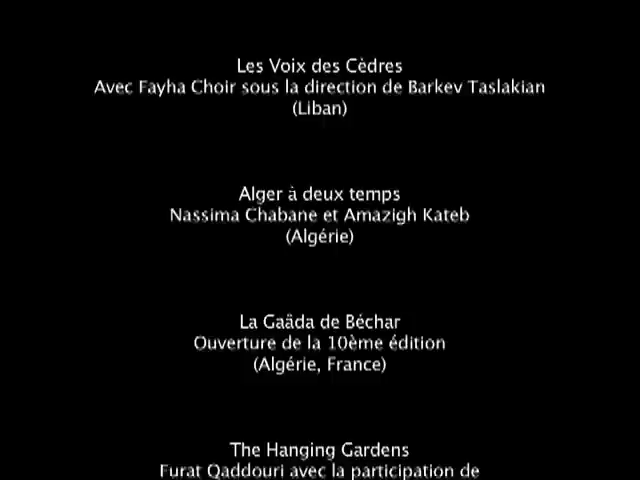 Les Voix des Cèdres
Avec Fayha Choir sous la direction de Barkev Taslakian
(Liban)
Alger à deux temps
Nassima Chabane et Amazigh Kateb
(Algérie)
La Gaâda de Béchar
Ouverture de la 10ème édition
(Algérie, France)
The Hanging Gardens
Furat Qaddouri avec la participation de